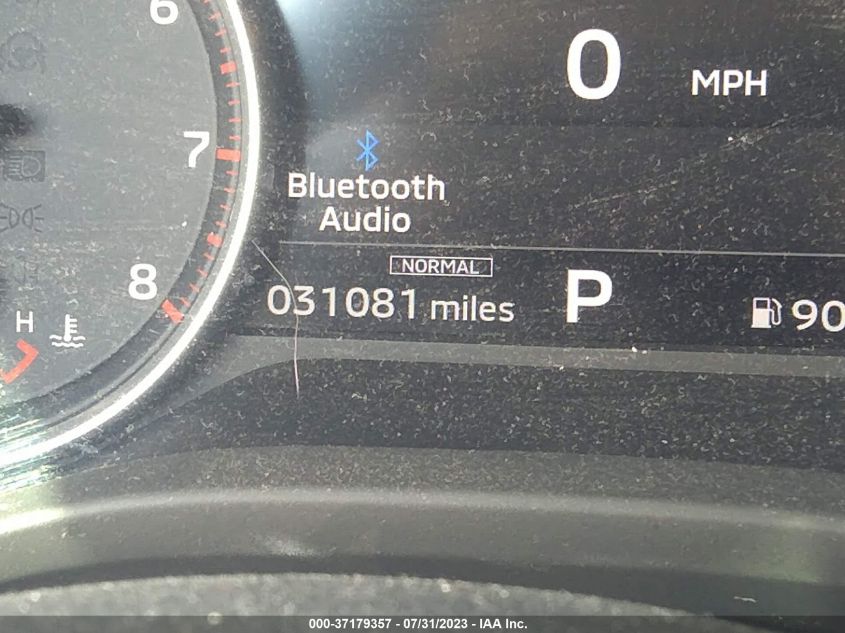 6
0 MPH
7
Bluetooth
Audio
NORMAL
8
031081 miles
P
90
H
000-37179357 / 07/31/2023 - IAA Inc.